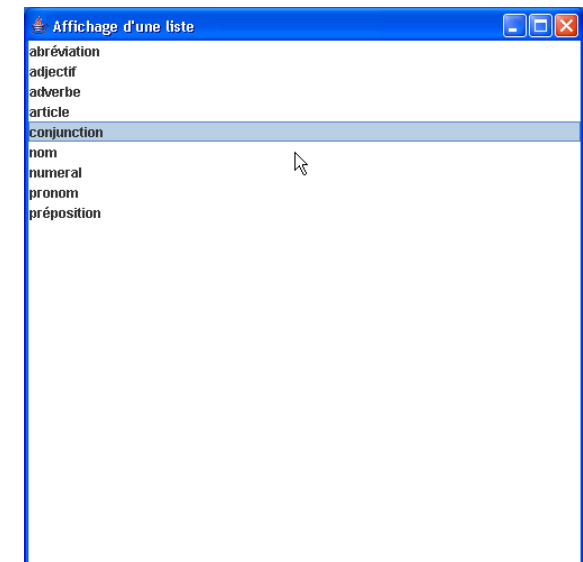 Affichage d'une liste
abréviation
adjectif
adverbe
article
conjunction
nom
numeral
pronom
préposition